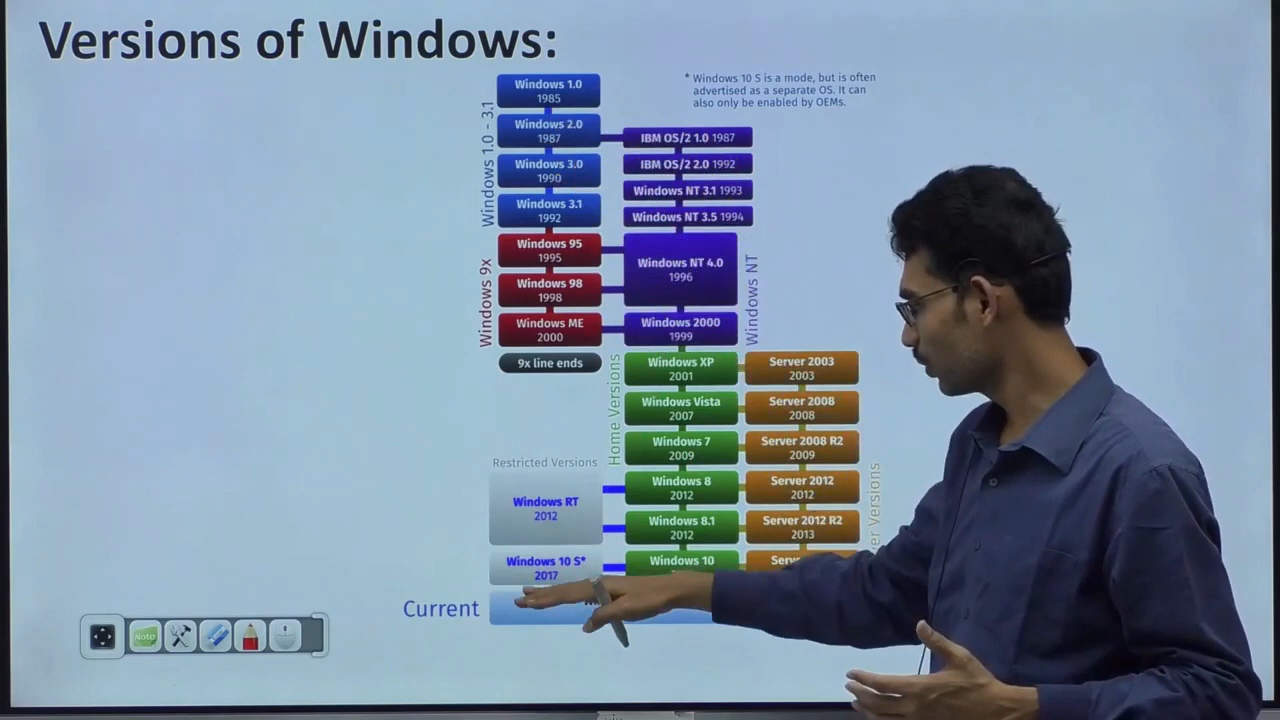 Versions of Windows:
* Windows 10 S is a mode, but is often
advertised as a separate OS. It can
also only be enabled by OEMs.
Windows 1.0 - 3.1
Windows 1.0
1985
Windows 2.0
1987
IBM OS/2 1.0 1987
Windows 3.0
1990
IBM OS/2 2.0 1992
Windows NT 3.1 1993
Windows 3.1
1992
Windows NT 3.5 1994
Windows 9x
Windows 95
1995
Windows NT 4.0
1996
Windows NT
Windows 98
1998
Windows ME
2000
Windows 2000
1999
9x line ends
Home Versions
Windows XP
2001
Server 2003
2003
Windows Vista
2007
Server 2008
2008
Windows 7
2009
Server 2008 R2
2009
Restricted Versions
Windows RT
2012
Windows 8
2012
Server 2012
2012
Windows 8.1
2012
Server 2012 R2
2013
Versions
Windows 10 S*
2017
Windows 10
Current
Note